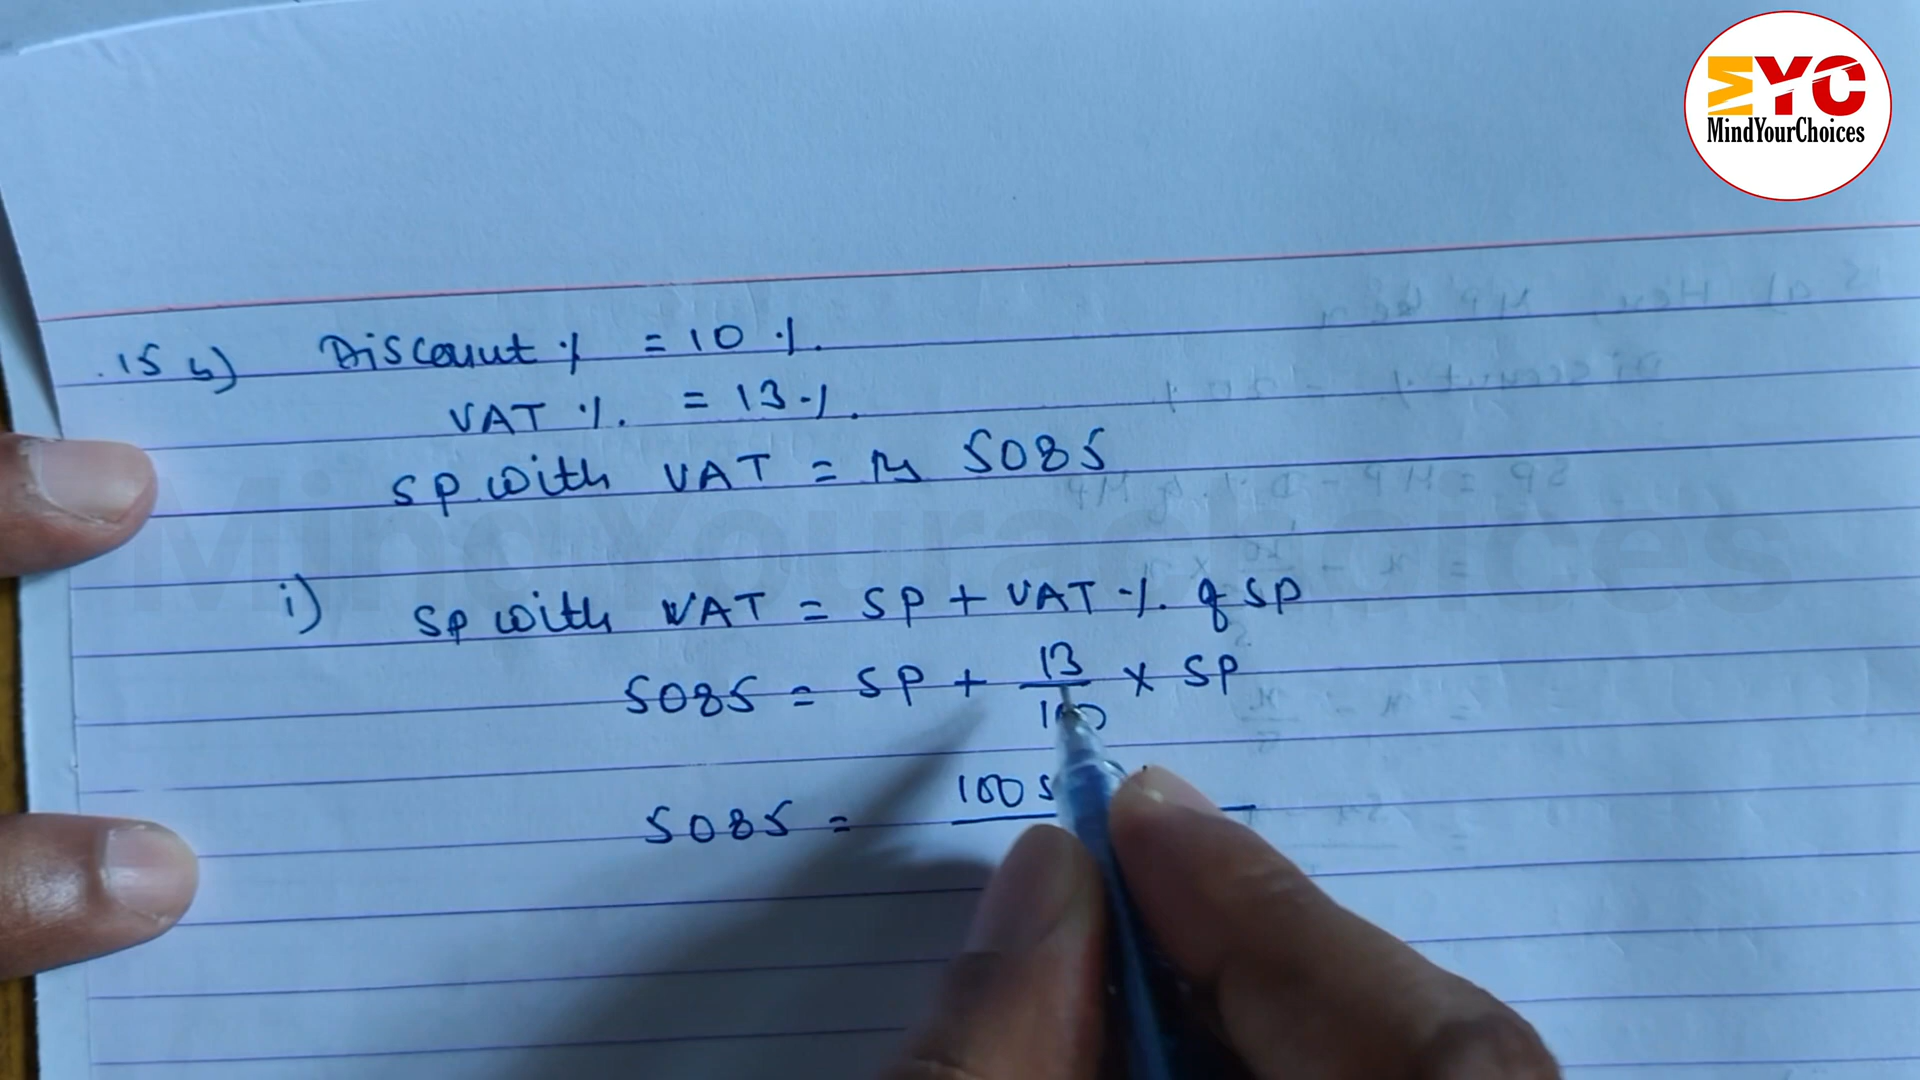 MYC
MindYourChoices
15 b) Discount % = 10 %.
VAT %. = 13 %.
SP with VAT = Rs 5085
MindYourachoices
i) SP with VAT = SP + VAT %. of SP
5085 = SP + 13/100 × SP
5085 = 100 S